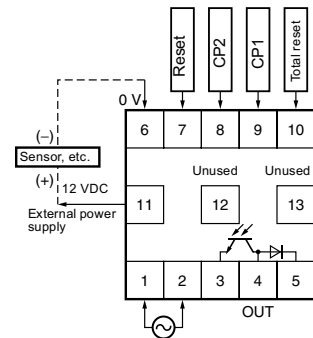 Reset
CP2
CP1
Total reset
0 V
6 7 8 9 10
(−)
Sensor, etc.
(+)
12 VDC
External power
supply
Unused Unused
11 12 13
1 2 3 4 5
OUT